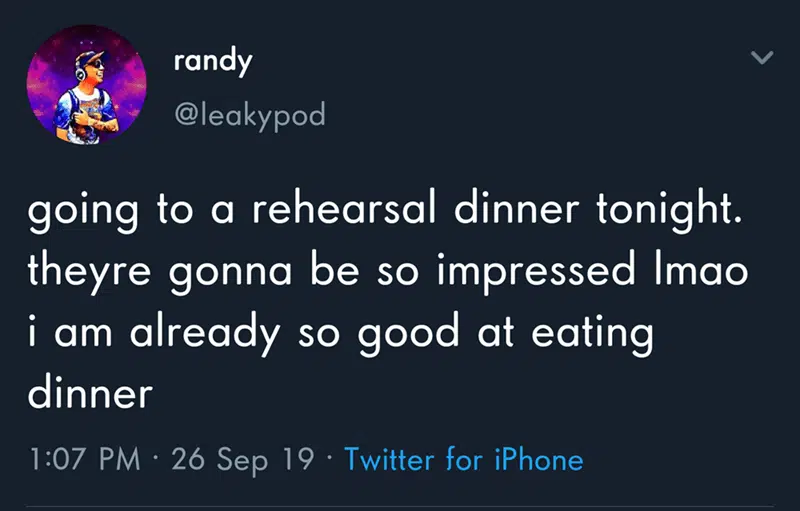 randy
@leakypod
going to a rehearsal dinner tonight.
theyre gonna be so impressed lmao
i am already so good at eating
dinner
1:07 PM · 26 Sep 19 · Twitter for iPhone